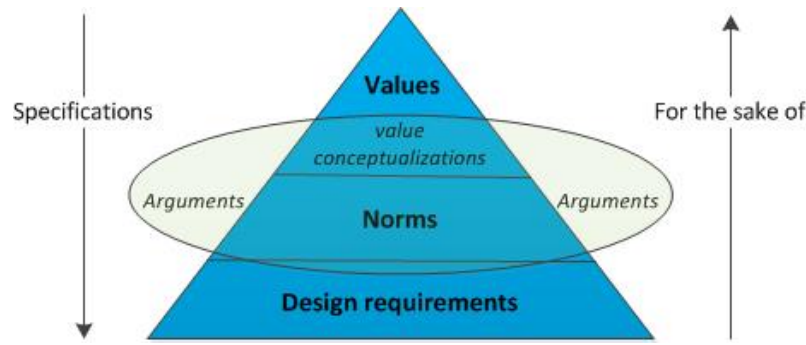 Values
Specifications
For the sake of
value
conceptualizations
Arguments
Arguments
Norms
Design requirements